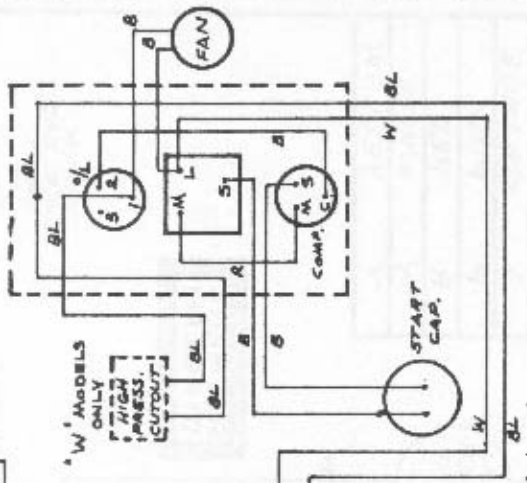 B
B
FAN
BL
BL
O/L
2
3
1
L
M
S
B
W
BL
R
S
M
C
COMP.
'W' MODELS
ONLY
HIGH
PRESS.
CUTOUT
BL
BL
B
B
START
CAP.
W
BL